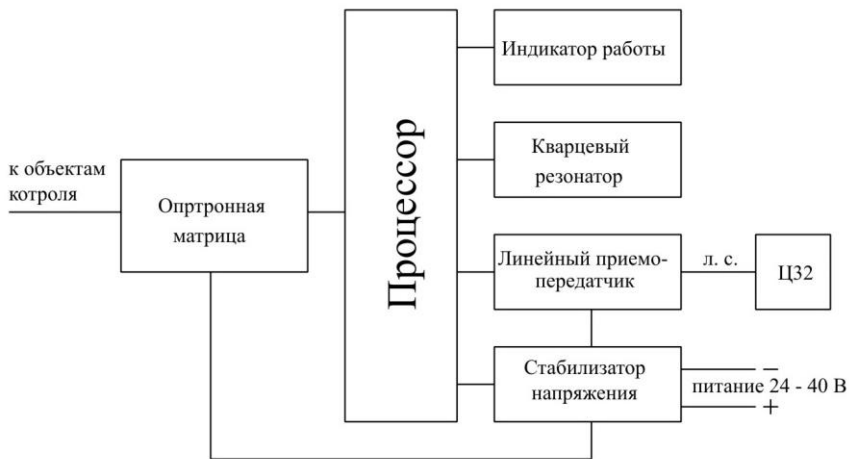 Индикатор работы
Кварцевый
резонатор
к объектам
котроля
Опртронная
матрица
Процессор
Линейный приемо-
передатчик
л. с.
Ц32
Стабилизатор
напряжения
−
питание 24 - 40 В
+